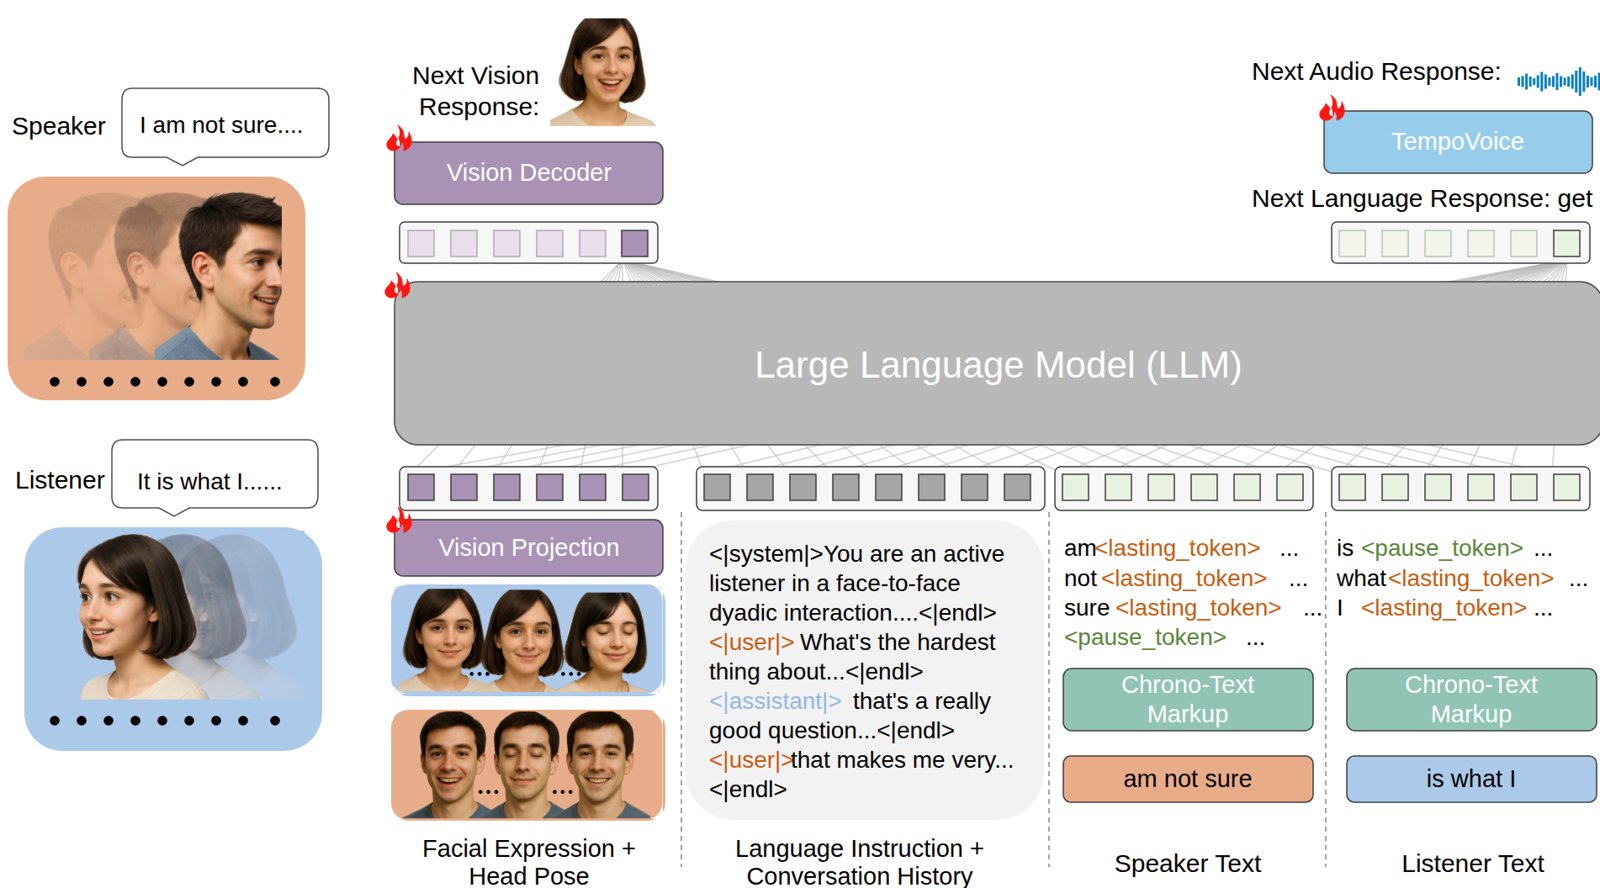 Speaker
I am not sure....
Listener
It is what I......
Next Vision
Response:
Vision Decoder
Next Audio Response:
TempoVoice
Next Language Response: get
Large Language Model (LLM)
Vision Projection
Facial Expression +
Head Pose
<|system|>You are an active
listener in a face-to-face
dyadic interaction....<|endl>
<|user|> What's the hardest
thing about...<|endl>
<|assistant|> that's a really
good question...<|endl>
<|user|>that makes me very...
<|endl>
Language Instruction +
Conversation History
am<lasting_token> ...
not <lasting_token> ...
sure <lasting_token> ...
<pause_token> ...
Chrono-Text
Markup
am not sure
Speaker Text
is <pause_token> ...
what<lasting_token> ...
I <lasting_token> ...
Chrono-Text
Markup
is what I
Listener Text